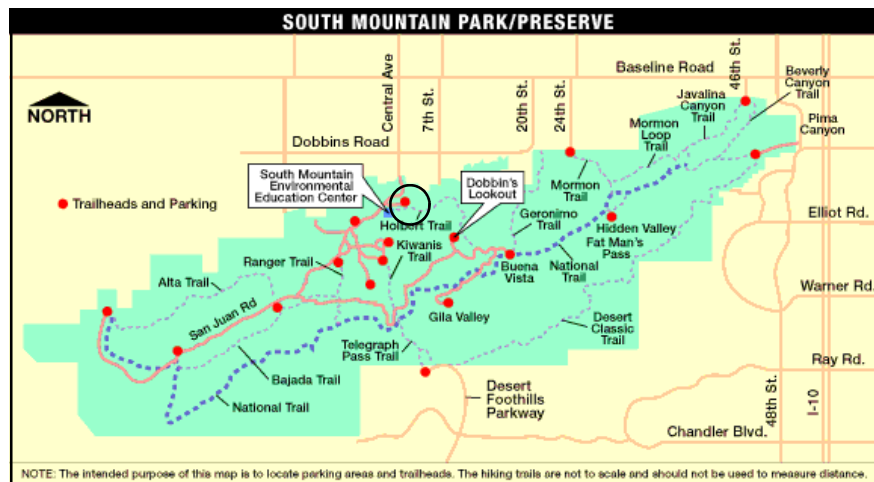 SOUTH MOUNTAIN PARK/PRESERVE
NORTH
Central Ave
7th St.
20th St.
24th St.
Baseline Road
46th St.
Beverly
Canyon
Trail
Javalina
Canyon
Trail
Pima
Canyon
Mormon
Loop
Trail
Dobbins Road
South Mountain
Environmental
Education Center
Dobbin's
Lookout
Mormon
Trail
Trailheads and Parking
Holbert Trail
Geronimo
Trail
Elliot Rd.
Hidden Valley
Fat Man's
Pass
Kiwanis
Trail
Ranger Trail
Buena
Vista
National
Trail
Alta Trail
Warner Rd.
San Juan Rd
Gila Valley
Desert
Classic
Trail
Telegraph
Pass Trail
Ray Rd.
Bajada Trail
Desert
Foothills
Parkway
National Trail
48th St.
I-10
Chandler Blvd.
NOTE: The intended purpose of this map is to locate parking areas and trailheads. The hiking trails are not to scale and should not be used to measure distance.